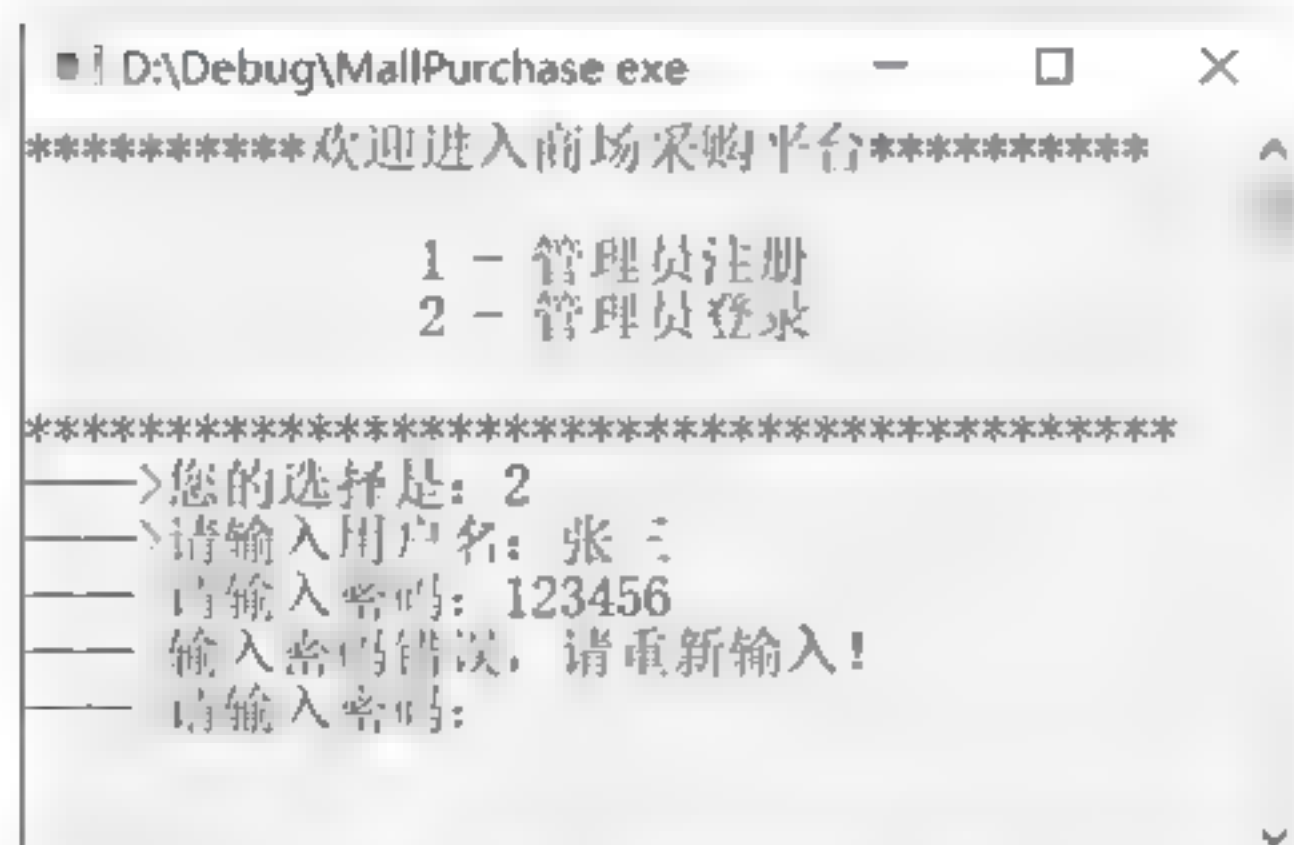 D:\Debug\MallPurchase exe
**********欢迎进入商场采购平台**********
1 - 管理员注册
2 - 管理员登录
*****************************************
————>您的选择是: 2
————>请输入用户名: 张三
———— 请输入密码: 123456
———— 输入密码错误, 请重新输入!
———— 请输入密码: